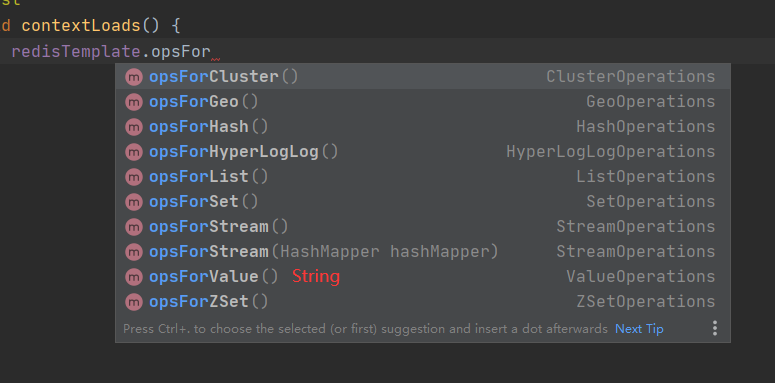 st
d contextLoads() {
redisTemplate.opsFor
m opsForCluster() ClusterOperations
m opsForGeo() GeoOperations
m opsForHash() HashOperations
m opsForHyperLogLog() HyperLogLogOperations
m opsForList() ListOperations
m opsForSet() SetOperations
m opsForStream() StreamOperations
m opsForStream(HashMapper hashMapper) StreamOperations
m opsForValue() String ValueOperations
m opsForZSet() ZSetOperations
Press Ctrl+. to choose the selected (or first) suggestion and insert a dot afterwards Next Tip